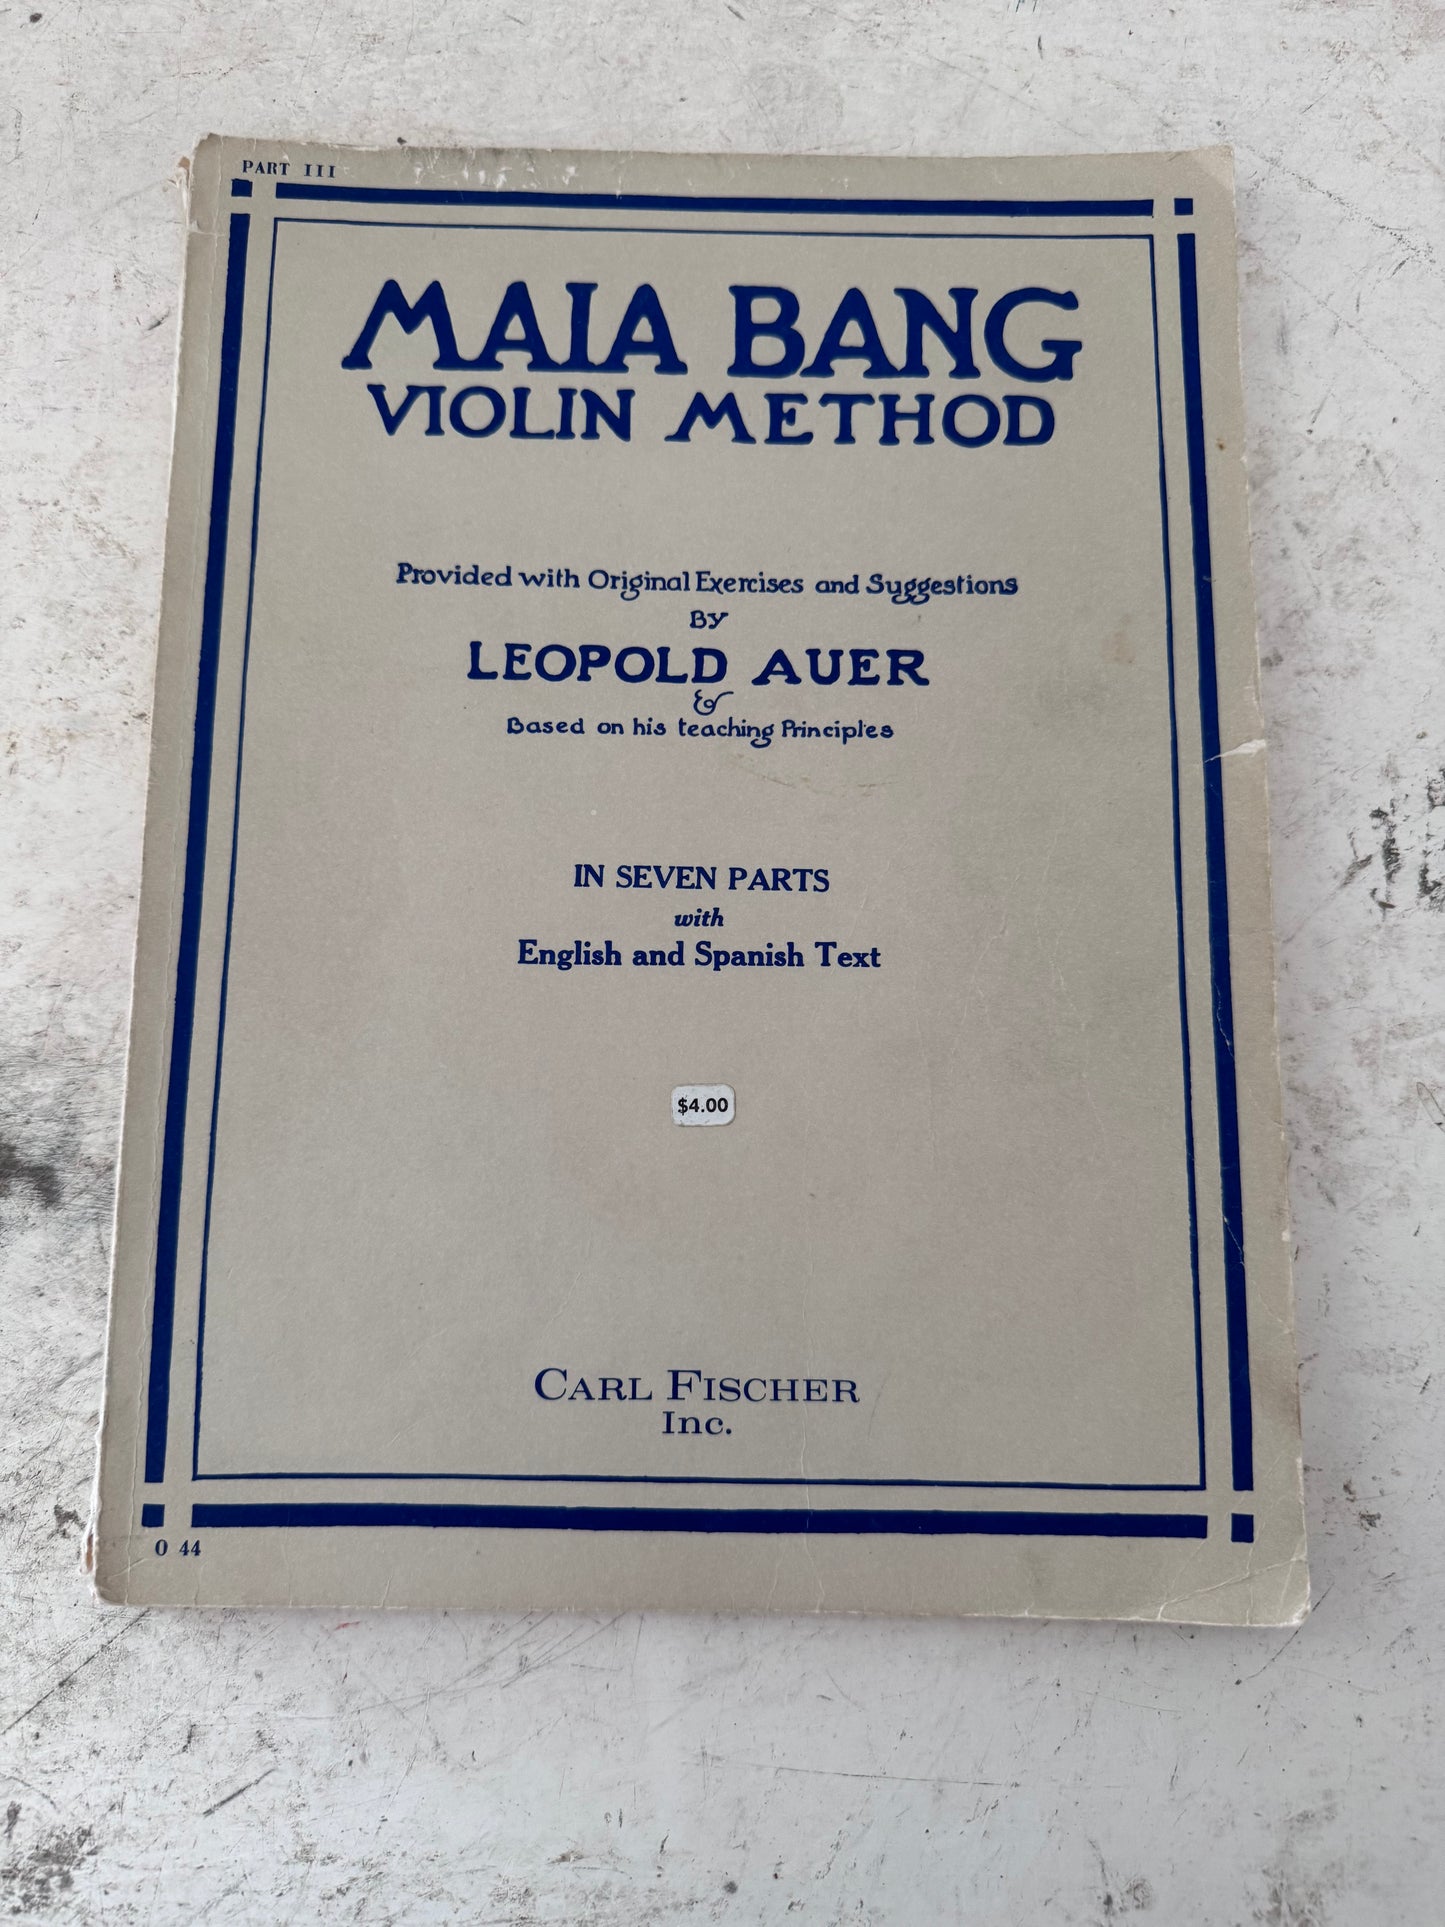 PART III
MAIA BANG
VIOLIN METHOD
Provided with Original Exercises and Suggestions
BY
LEOPOLD AUER
&
Based on his teaching Principles
IN SEVEN PARTS
with
English and Spanish Text
$4.00
CARL FISCHER
Inc.
O 44